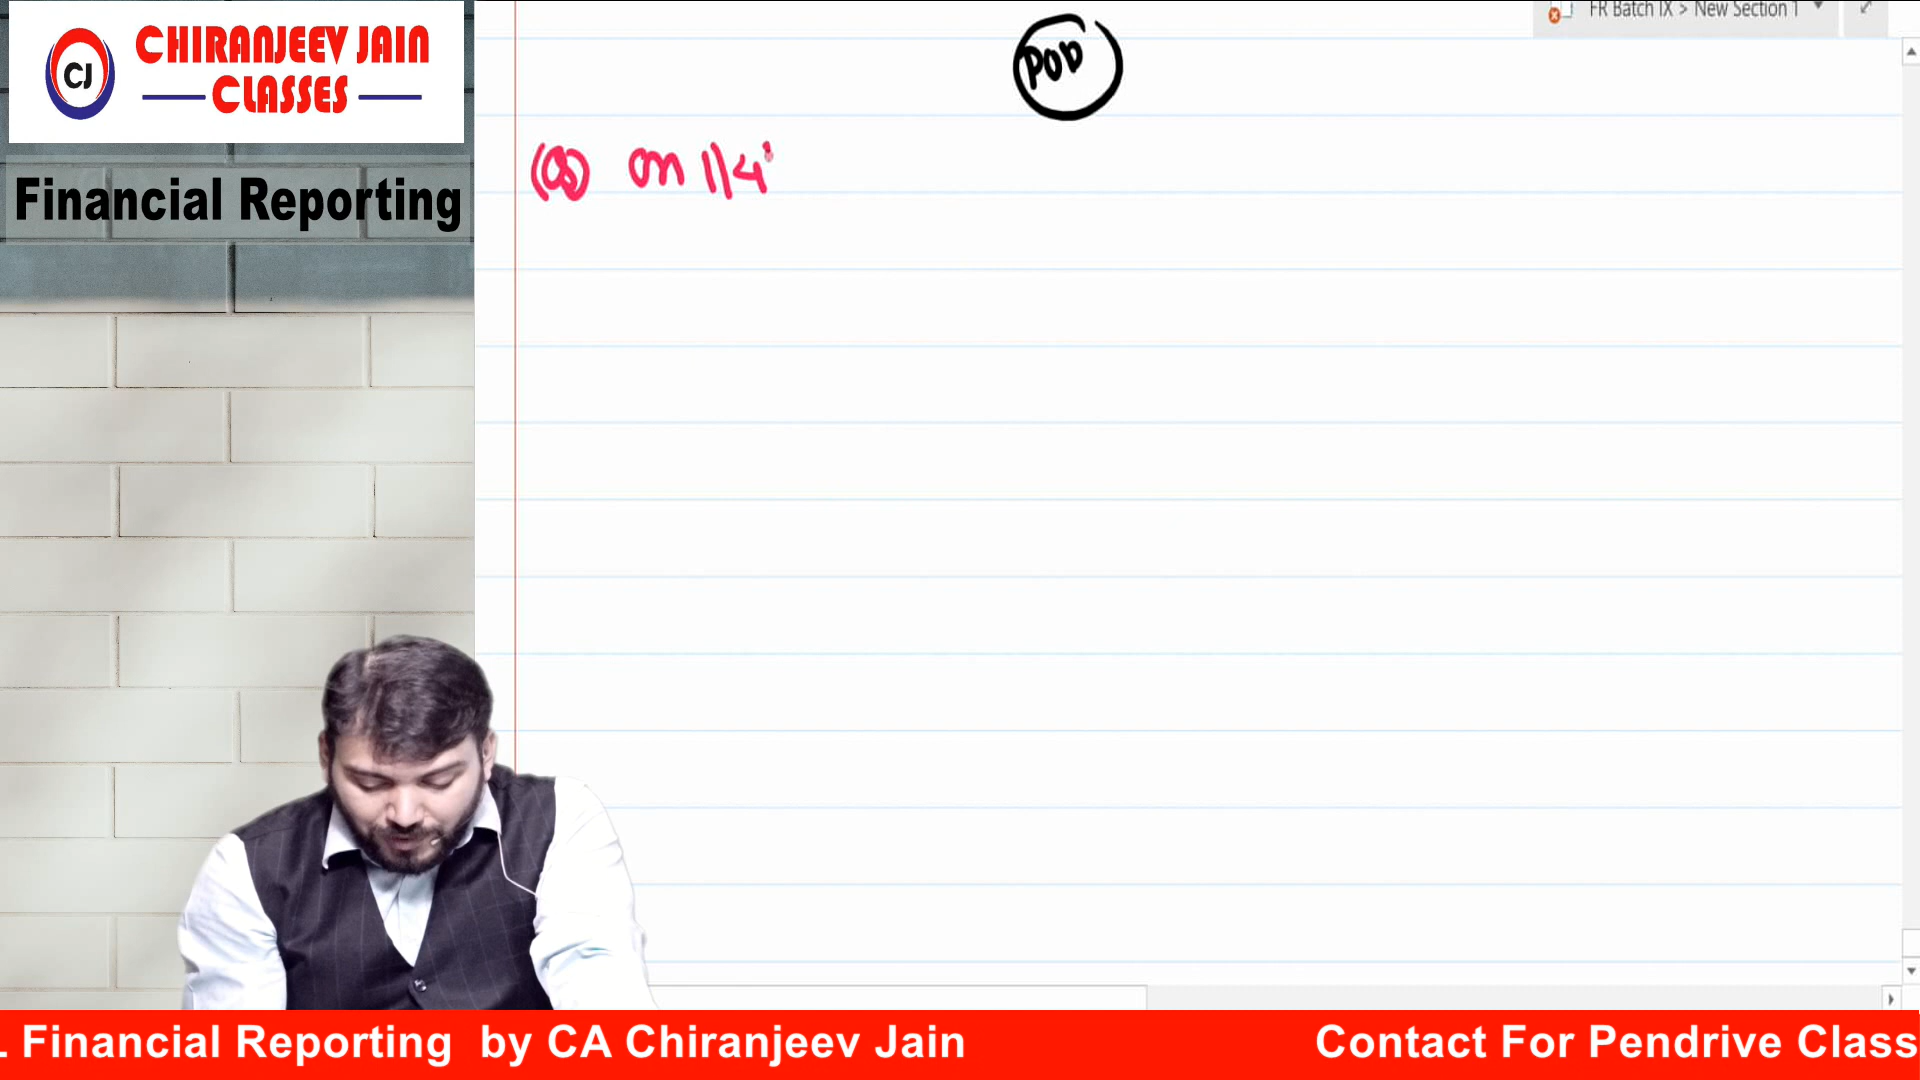 CHIRANJEEV JAIN
CLASSES
CJ
Financial Reporting
FR Batch IX > New Section 1
POD
(Q) on 1/4
. Financial Reporting by CA Chiranjeev Jain
Contact For Pendrive Class